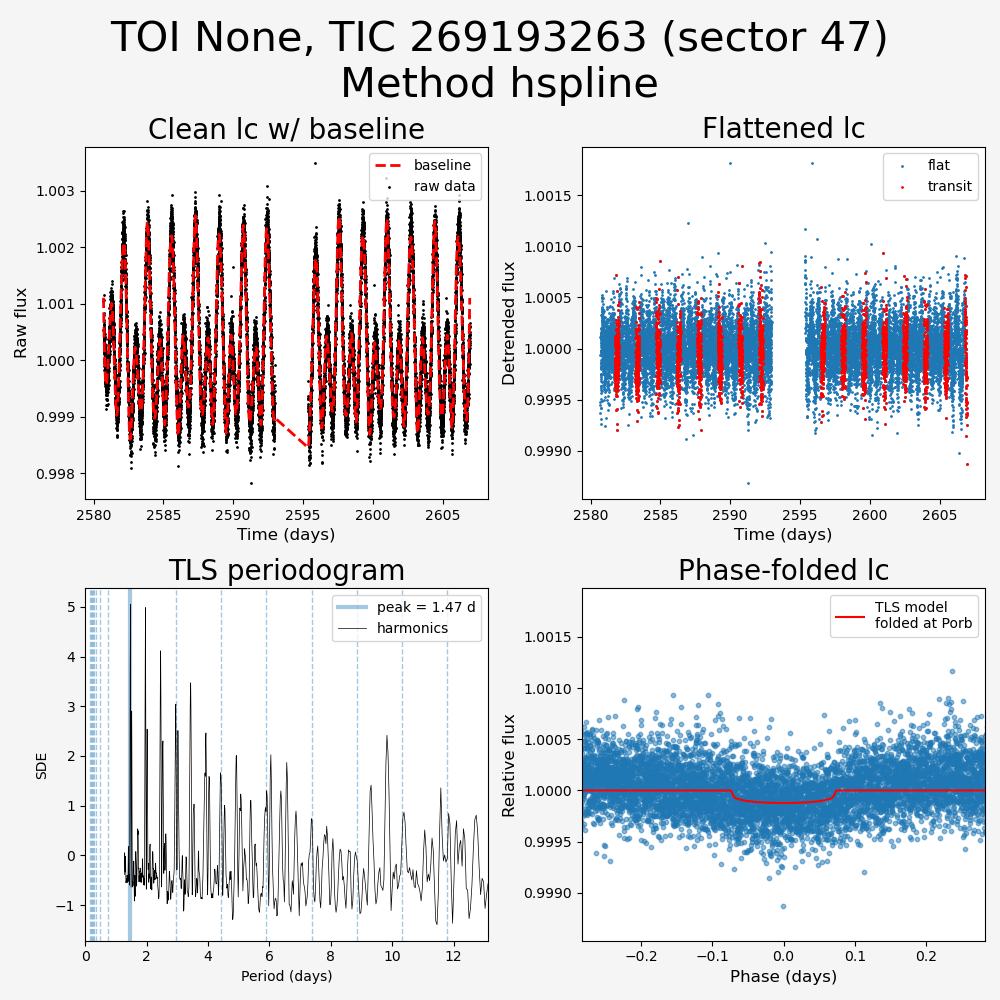 TOI None, TIC 269193263 (sector 47)
Method hspline
Clean lc w/ baseline
Raw flux
1.003
1.002
1.001
1.000
0.999
0.998
baseline
raw data
2580
2585
2590
2595
2600
2605
Time (days)
Flattened lc
Detrended flux
1.0015
1.0010
1.0005
1.0000
0.9995
0.9990
flat
transit
2580
2585
2590
2595
2600
2605
Time (days)
TLS periodogram
SDE
5
4
3
2
1
0
−1
peak = 1.47 d
harmonics
0
2
4
6
8
10
12
Period (days)
Phase-folded lc
Relative flux
1.0015
1.0010
1.0005
1.0000
0.9995
0.9990
TLS model
folded at Porb
−0.2
−0.1
0.0
0.1
0.2
Phase (days)